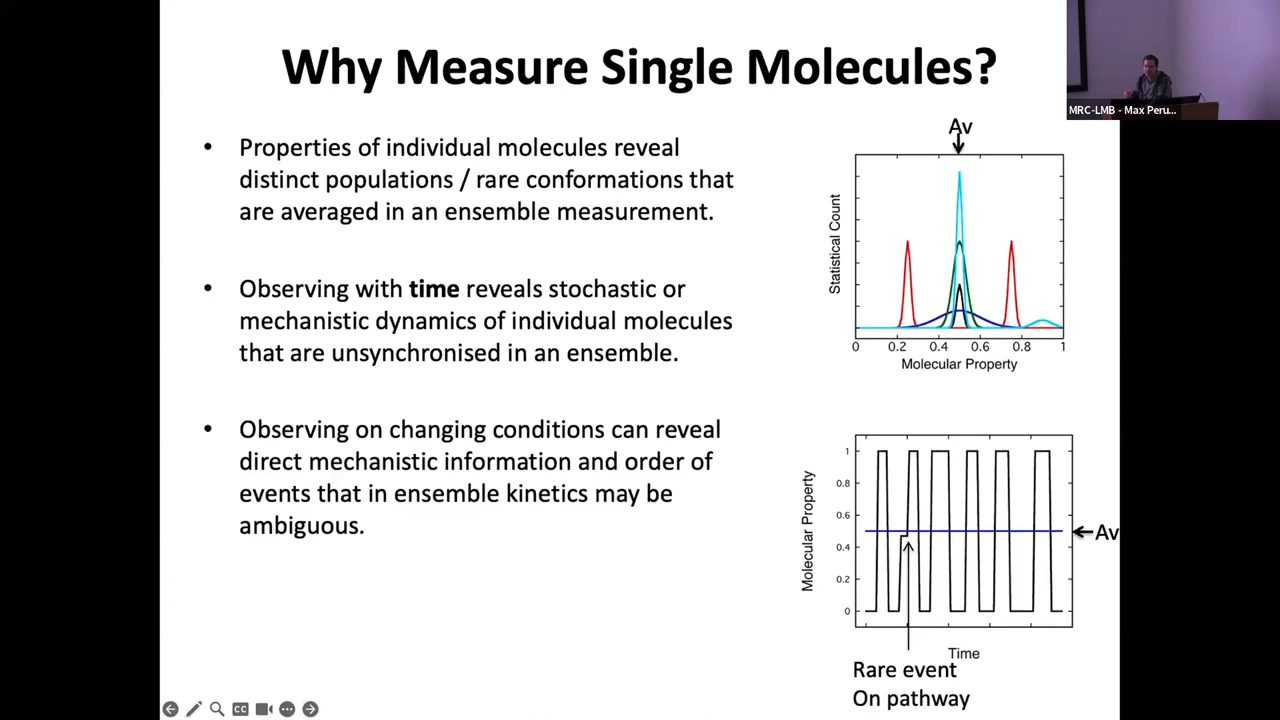 Why Measure Single Molecules?
MRC-LMB - Max Peru...
• Properties of individual molecules reveal
distinct populations / rare conformations that
are averaged in an ensemble measurement.
• Observing with time reveals stochastic or
mechanistic dynamics of individual molecules
that are unsynchronised in an ensemble.
• Observing on changing conditions can reveal
direct mechanistic information and order of
events that in ensemble kinetics may be
ambiguous.
Av
Statistical Count
0 0.2 0.4 0.6 0.8 1
Molecular Property
Molecular Property
1
0.8
0.6
0.4
0.2
0
Av
Time
Rare event
On pathway
CC